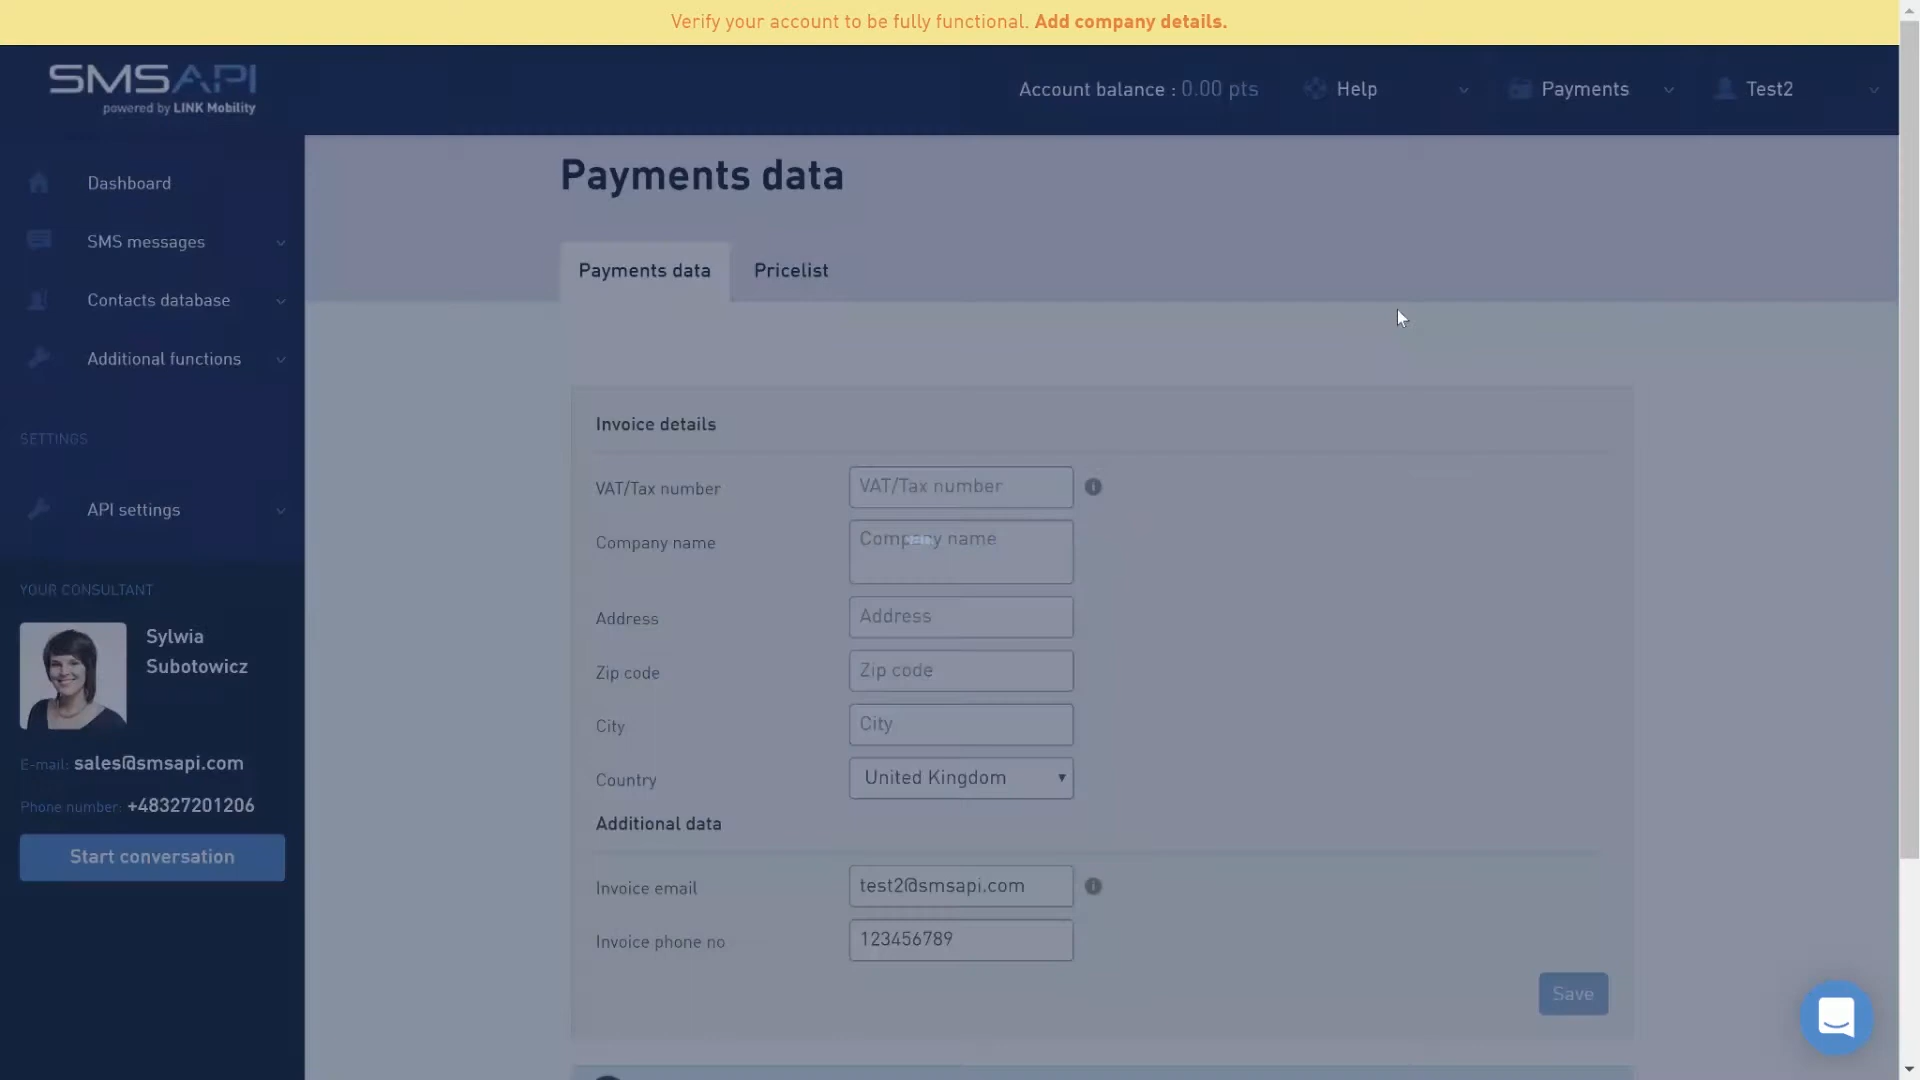 Verify your account to be fully functional. Add company details.
SMSAPI
powered by LINK Mobility
Account balance : 0.00 pts
Help
Payments
Test2
Dashboard
SMS messages
Contacts database
Additional functions
SETTINGS
API settings
YOUR CONSULTANT
Sylwia
Subotowicz
E-mail: sales@smsapi.com
Phone number: +48327201206
Start conversation
Payments data
Payments data
Pricelist
Invoice details
VAT/Tax number
VAT/Tax number
Company name
Company name
Address
Address
Zip code
Zip code
City
City
Country
United Kingdom
Additional data
Invoice email
test2@smsapi.com
Invoice phone no
123456789
Save